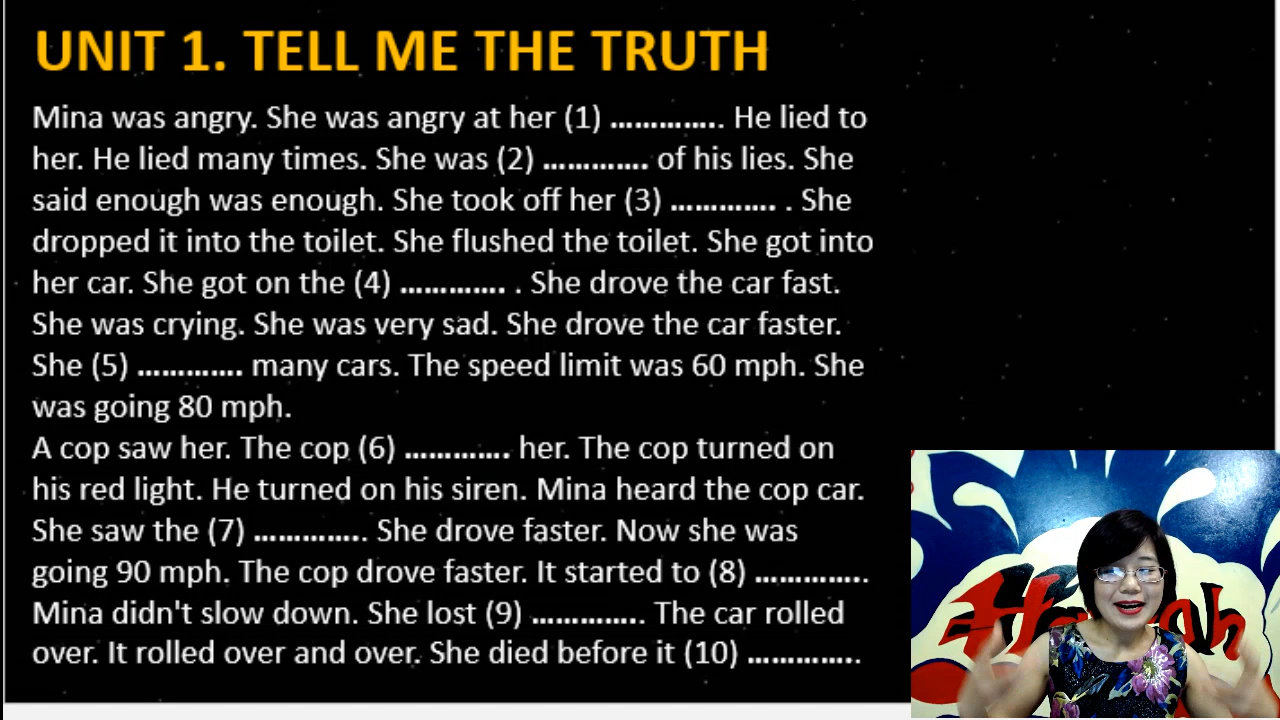 UNIT 1. TELL ME THE TRUTH
Mina was angry. She was angry at her (1) .............. He lied to
her. He lied many times. She was (2) ............. of his lies. She
said enough was enough. She took off her (3) ............. . She
dropped it into the toilet. She flushed the toilet. She got into
her car. She got on the (4) ............. . She drove the car fast.
She was crying. She was very sad. She drove the car faster.
She (5) ............. many cars. The speed limit was 60 mph. She
was going 80 mph.
A cop saw her. The cop (6) ............. her. The cop turned on
his red light. He turned on his siren. Mina heard the cop car.
She saw the (7) .............. She drove faster. Now she was
going 90 mph. The cop drove faster. It started to (8) ..............
Mina didn't slow down. She lost (9) .............. The car rolled
over. It rolled over and over. She died before it (10) ..............